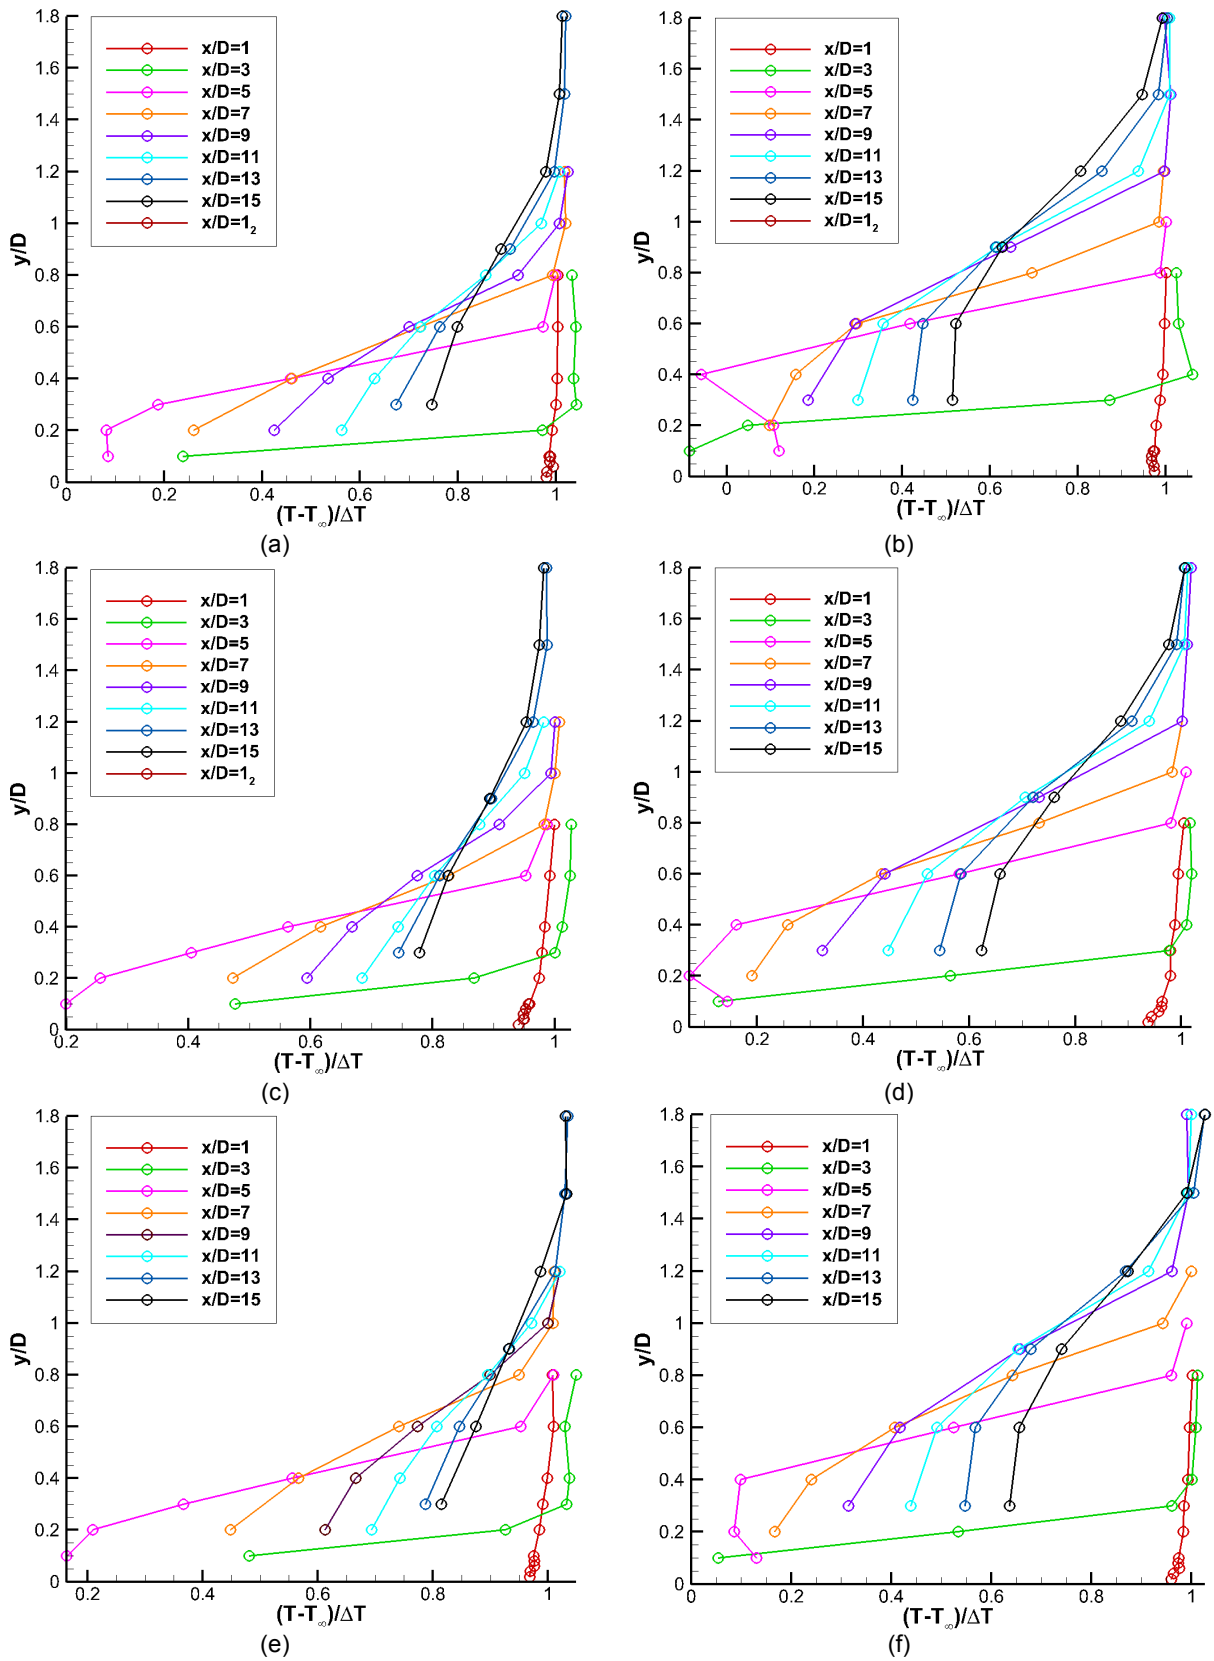 1.8
1.6
1.4
1.2
1
0.8
0.6
0.4
0.2
0
y/D
x/D=1
x/D=3
x/D=5
x/D=7
x/D=9
x/D=11
x/D=13
x/D=15
x/D=1₂
0 0.2 0.4 0.6 0.8 1
(T-T∞)/ΔT
(a)
1.8
1.6
1.4
1.2
1
0.8
0.6
0.4
0.2
0
y/D
x/D=1
x/D=3
x/D=5
x/D=7
x/D=9
x/D=11
x/D=13
x/D=15
x/D=1₂
0 0.2 0.4 0.6 0.8 1
(T-T∞)/ΔT
(b)
1.8
1.6
1.4
1.2
1
0.8
0.6
0.4
0.2
0
y/D
x/D=1
x/D=3
x/D=5
x/D=7
x/D=9
x/D=11
x/D=13
x/D=15
x/D=1₂
0.2 0.4 0.6 0.8 1
(T-T∞)/ΔT
(c)
1.8
1.6
1.4
1.2
1
0.8
0.6
0.4
0.2
0
y/D
x/D=1
x/D=3
x/D=5
x/D=7
x/D=9
x/D=11
x/D=13
x/D=15
0.2 0.4 0.6 0.8 1
(T-T∞)/ΔT
(d)
1.8
1.6
1.4
1.2
1
0.8
0.6
0.4
0.2
0
y/D
x/D=1
x/D=3
x/D=5
x/D=7
x/D=9
x/D=11
x/D=13
x/D=15
0.2 0.4 0.6 0.8 1
(T-T∞)/ΔT
(e)
1.8
1.6
1.4
1.2
1
0.8
0.6
0.4
0.2
0
y/D
x/D=1
x/D=3
x/D=5
x/D=7
x/D=9
x/D=11
x/D=13
x/D=15
0 0.2 0.4 0.6 0.8 1
(T-T∞)/ΔT
(f)